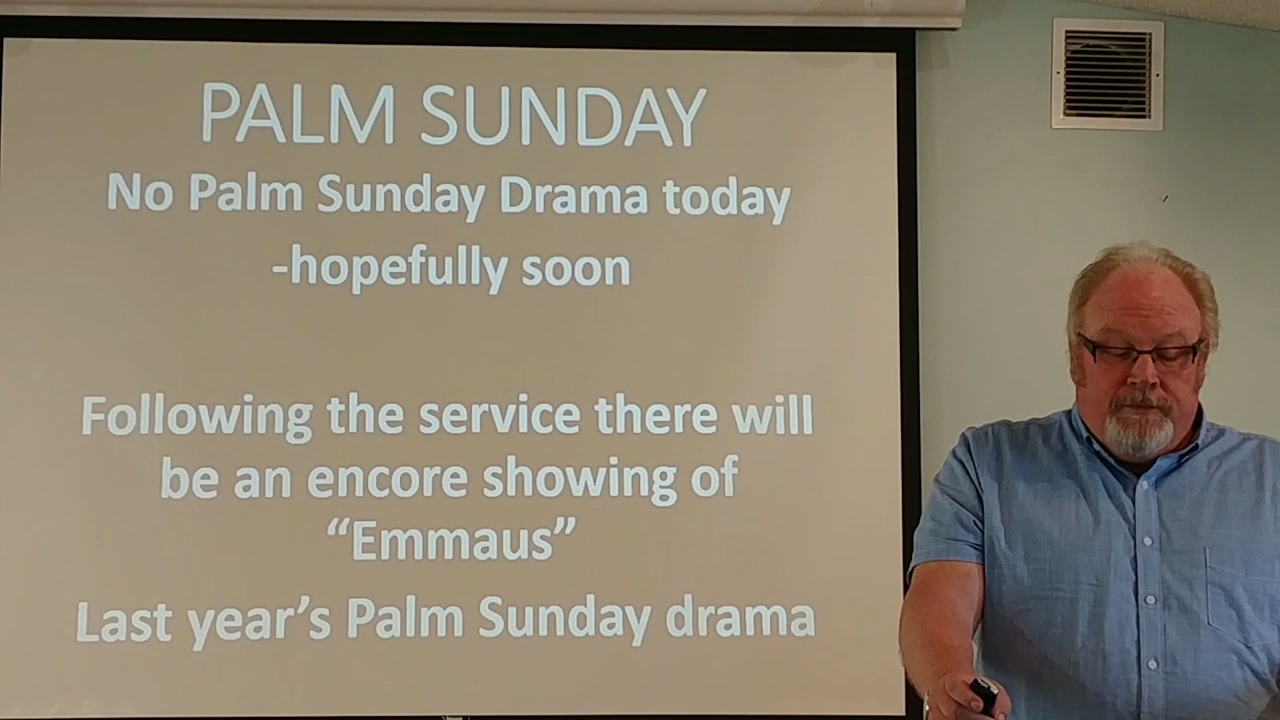 PALM SUNDAY
No Palm Sunday Drama today
-hopefully soon
Following the service there will
be an encore showing of
“Emmaus”
Last year’s Palm Sunday drama